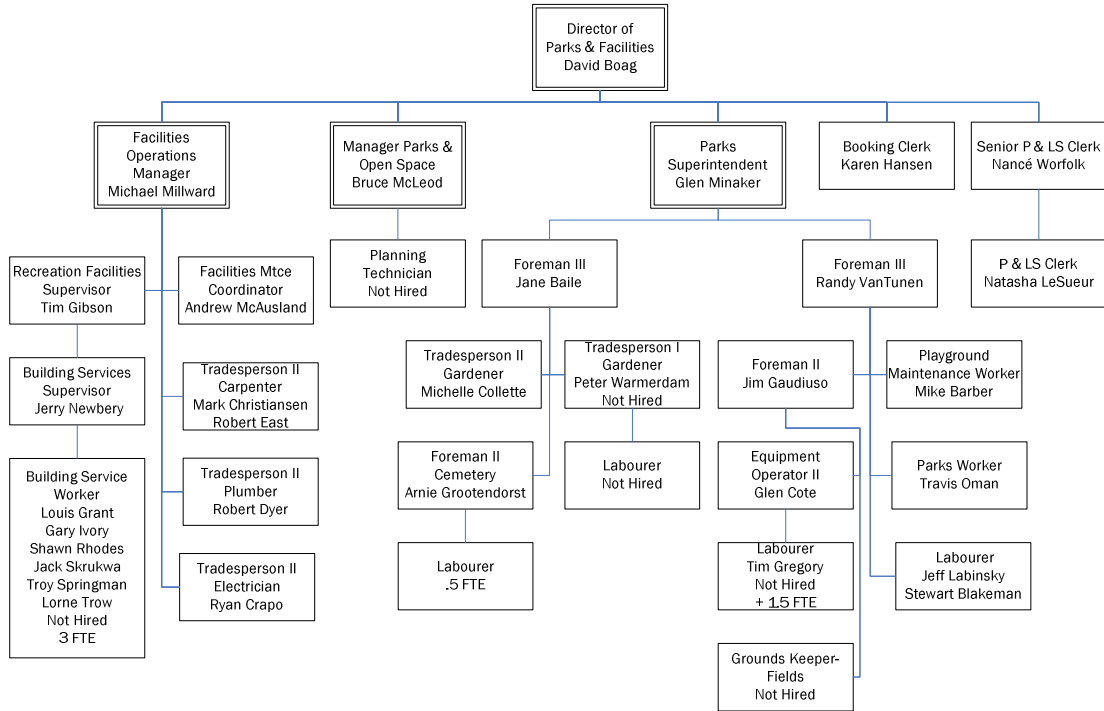 Director of
Parks & Facilities
David Boag
Facilities
Operations
Manager
Michael Millward
Manager Parks &
Open Space
Bruce McLeod
Parks
Superintendent
Glen Minaker
Booking Clerk
Karen Hansen
Senior P & LS Clerk
Nancé Worfolk
Recreation Facilities
Supervisor
Tim Gibson
Facilities Mtce
Coordinator
Andrew McAusland
Planning
Technician
Not Hired
Foreman III
Jane Baile
Foreman III
Randy VanTunen
P & LS Clerk
Natasha LeSueur
Building Services
Supervisor
Jerry Newbery
Tradesperson II
Carpenter
Mark Christiansen
Robert East
Tradesperson II
Gardener
Michelle Collette
Tradesperson I
Gardener
Peter Warmerdam
Not Hired
Foreman II
Jim Gaudiuso
Playground
Maintenance Worker
Mike Barber
Building Service
Worker
Louis Grant
Gary Ivory
Shawn Rhodes
Jack Skrukwa
Troy Springman
Lorne Trow
Not Hired
3 FTE
Tradesperson II
Plumber
Robert Dyer
Foreman II
Cemetery
Arnie Grootendorst
Labourer
Not Hired
Equipment
Operator II
Glen Cote
Parks Worker
Travis Oman
Tradesperson II
Electrician
Ryan Crapo
Labourer
.5 FTE
Labourer
Tim Gregory
Not Hired
+ 1.5 FTE
Labourer
Jeff Labinsky
Stewart Blakeman
Grounds Keeper-
Fields
Not Hired